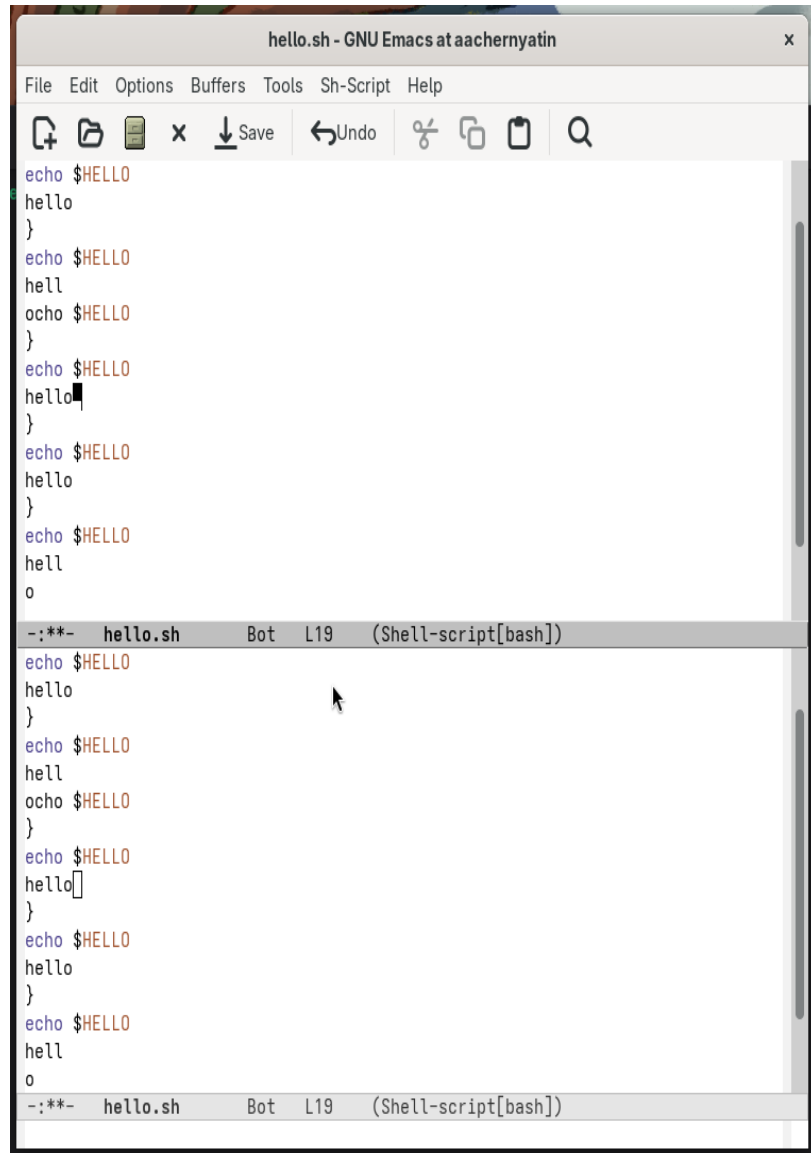 hello.sh - GNU Emacs at aachernyatin x
File Edit Options Buffers Tools Sh-Script Help
Save Undo
echo $HELLO
hello
}
echo $HELLO
hell
ocho $HELLO
}
echo $HELLO
hello
}
echo $HELLO
hello
}
echo $HELLO
hell
o
-:**- hello.sh Bot L19 (Shell-script[bash])
echo $HELLO
hello
}
echo $HELLO
hell
ocho $HELLO
}
echo $HELLO
hello
}
echo $HELLO
hello
}
echo $HELLO
hell
o
-:**- hello.sh Bot L19 (Shell-script[bash])